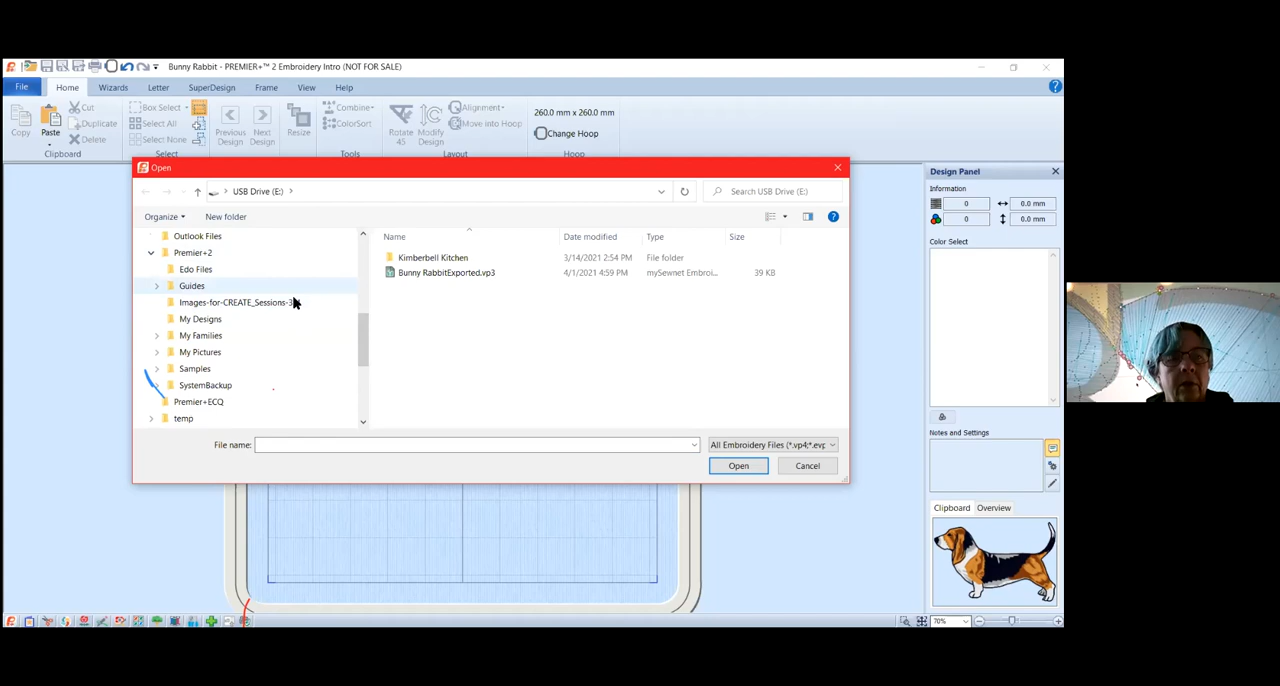 Bunny Rabbit - PREMIER+™ 2 Embroidery Intro (NOT FOR SALE)
File Home Wizards Letter SuperDesign Frame View Help
Copy
Paste
Cut
Duplicate
Delete
Clipboard
Box Select
Select All
Select None
Select
Previous Design
Next Design
Resize
Combine
ColorSort
Tools
Rotate 45
Modify Design
Alignment
Move into Hoop
Layout
260.0 mm x 260.0 mm
Change Hoop
Hoop
Open
USB Drive (E:)
Search USB Drive (E:)
Organize New folder
Outlook Files
Premier+2
Edo Files
Guides
Images-for-CREATE_Sessions-3
My Designs
My Families
My Pictures
Samples
SystemBackup
Premier+ECQ
temp
Name Date modified Type Size
Kimberbell Kitchen 3/14/2021 2:54 PM File folder
Bunny RabbitExported.vp3 4/1/2021 4:59 PM mySewnet Embroi... 39 KB
File name: All Embroidery Files (*.vp4;*.evp
Open Cancel
Design Panel
Information
0 0.0 mm
0 0.0 mm
Color Select
Notes and Settings
Clipboard Overview
70%